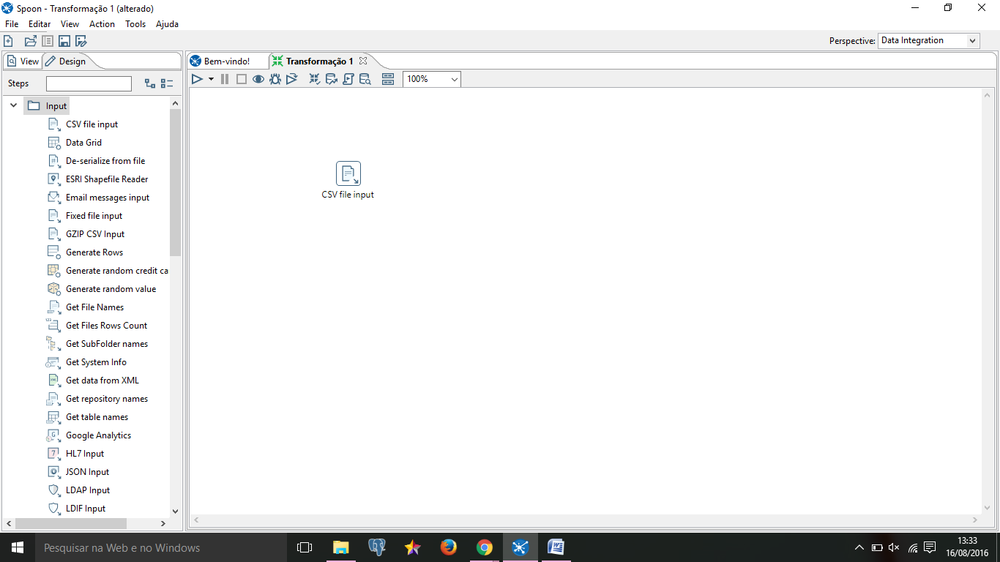 Spoon - Transformação 1 (alterado)
File Editar View Action Tools Ajuda
Perspective: Data Integration
View Design
Bem-vindo! Transformação 1
Steps
100%
Input
CSV file input
Data Grid
De-serialize from file
ESRI Shapefile Reader
Email messages input
Fixed file input
GZIP CSV Input
Generate Rows
Generate random credit ca
Generate random value
Get File Names
Get Files Rows Count
Get SubFolder names
Get System Info
Get data from XML
Get repository names
Get table names
Google Analytics
HL7 Input
JSON Input
LDAP Input
LDIF Input
CSV file input
Pesquisar na Web e no Windows
13:33
16/08/2016